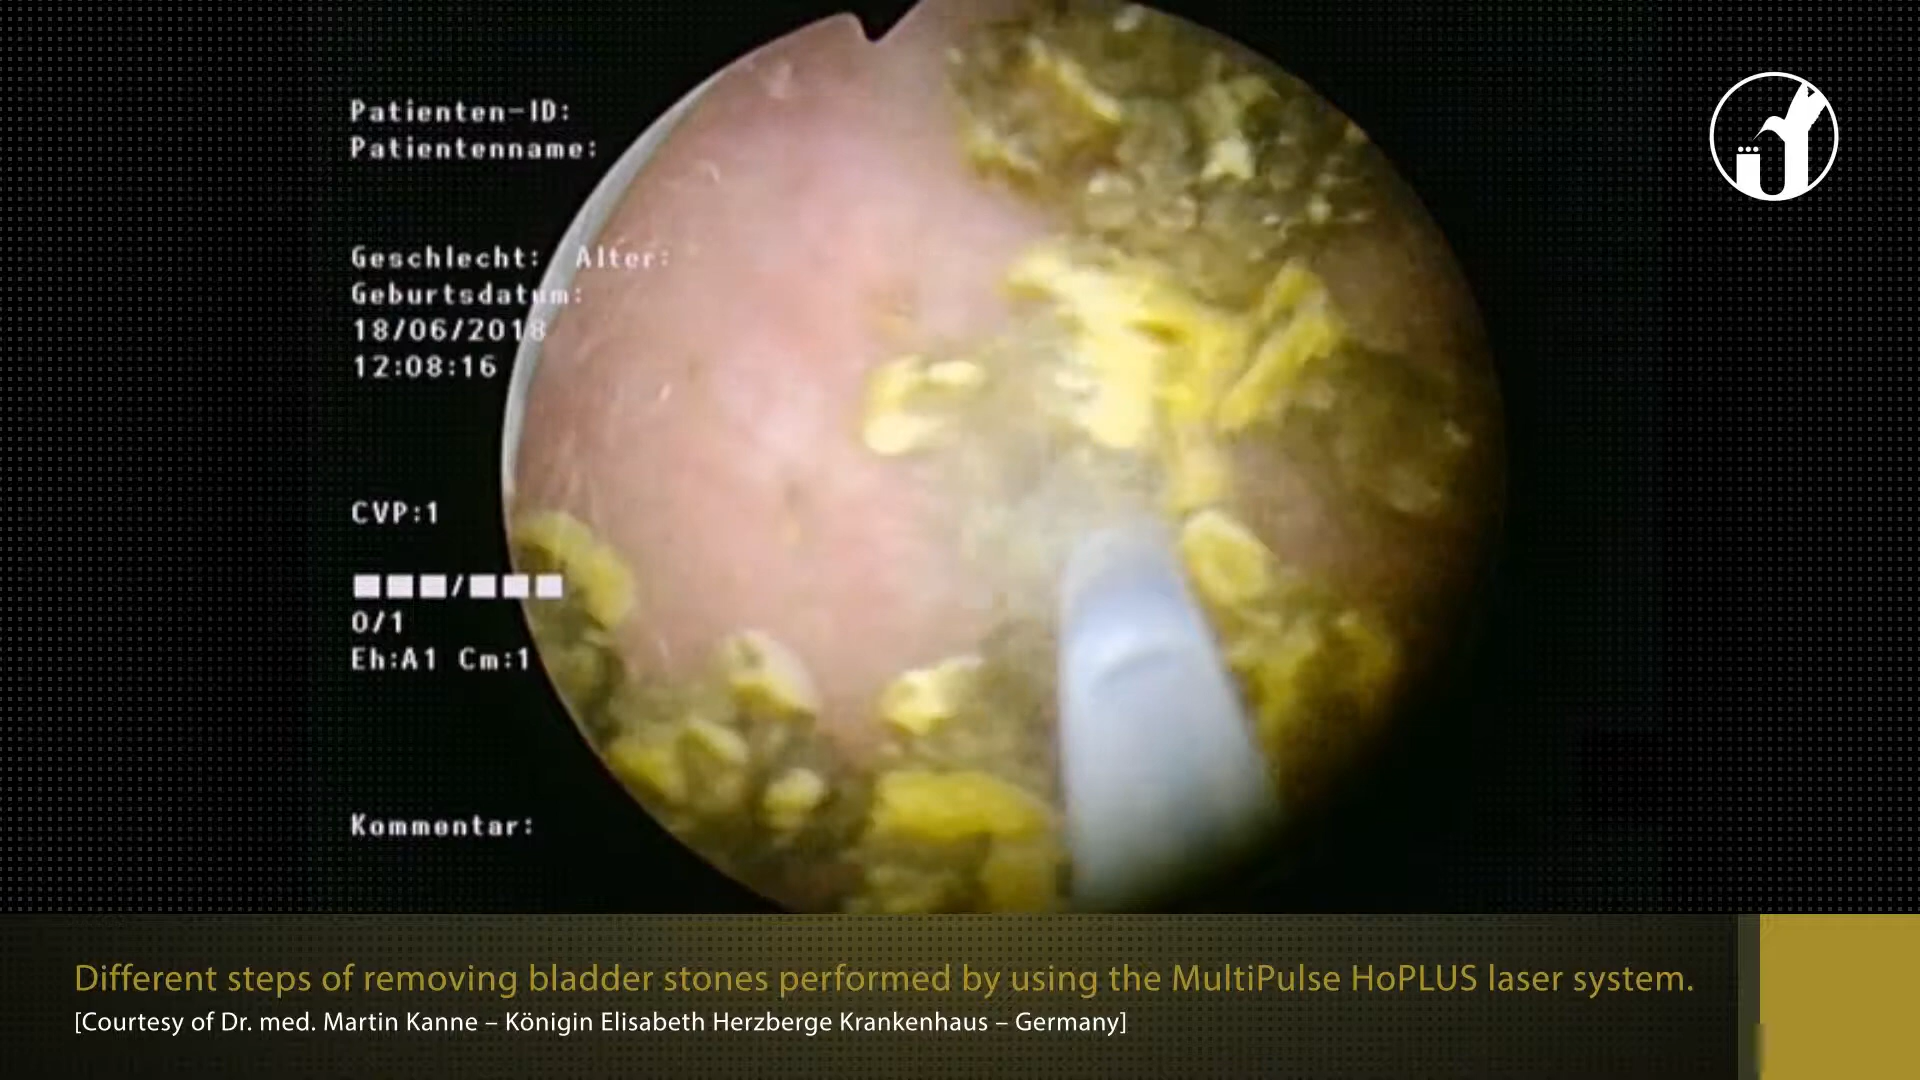 Patienten-ID:
Patientenname:
Geschlecht: Alter:
Geburtsdatum:
18/06/2018
12:08:16
CVP:1
■■■/■■■
0/1
Eh:A1 Cm:1
Kommentar:
Different steps of removing bladder stones performed by using the MultiPulse HoPLUS laser system.
[Courtesy of Dr. med. Martin Kanne – Königin Elisabeth Herzberge Krankenhaus – Germany]